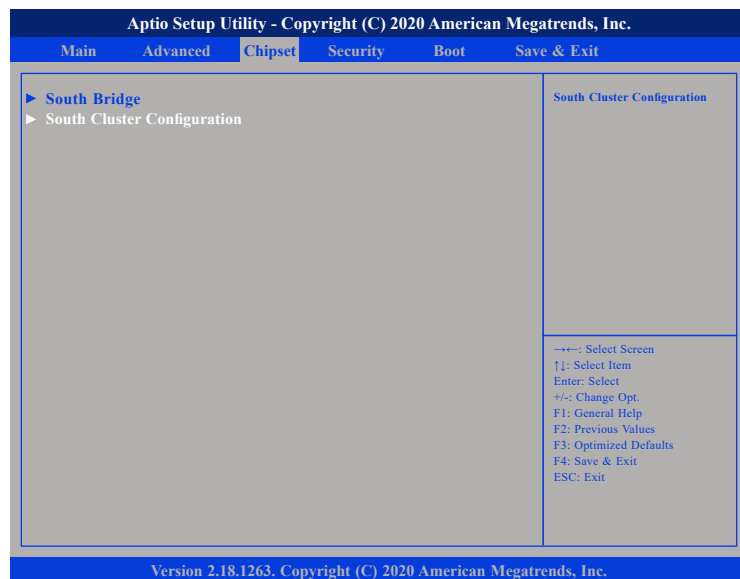 Aptio Setup Utility - Copyright (C) 2020 American Megatrends, Inc.
Main Advanced Chipset Security Boot Save & Exit
► South Bridge
► South Cluster Configuration
South Cluster Configuration
→←: Select Screen
↑↓: Select Item
Enter: Select
+/-: Change Opt.
F1: General Help
F2: Previous Values
F3: Optimized Defaults
F4: Save & Exit
ESC: Exit
Version 2.18.1263. Copyright (C) 2020 American Megatrends, Inc.